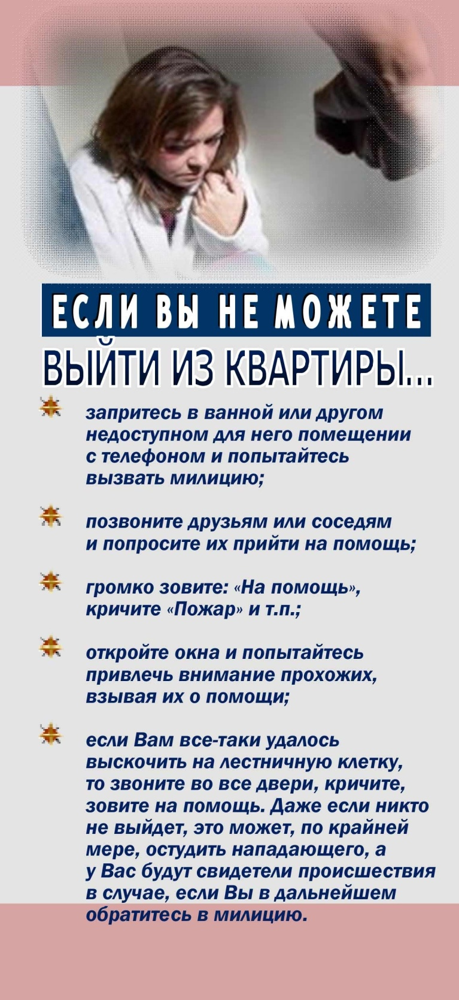 ЕСЛИ ВЫ НЕ МОЖЕТЕ
ВЫЙТИ ИЗ КВАРТИРЫ...
запритесь в ванной или другом
недоступном для него помещении
с телефоном и попытайтесь
вызвать милицию;
позвоните друзьям или соседям
и попросите их прийти на помощь;
громко зовите: «На помощь»,
кричите «Пожар» и т.п.;
откройте окна и попытайтесь
привлечь внимание прохожих,
взывая их о помощи;
если Вам все-таки удалось
выскочить на лестничную клетку,
то звоните во все двери, кричите,
зовите на помощь. Даже если никто
не выйдет, это может, по крайней
мере, остудить нападающего, а
у Вас будут свидетели происшествия
в случае, если Вы в дальнейшем
обратитесь в милицию.